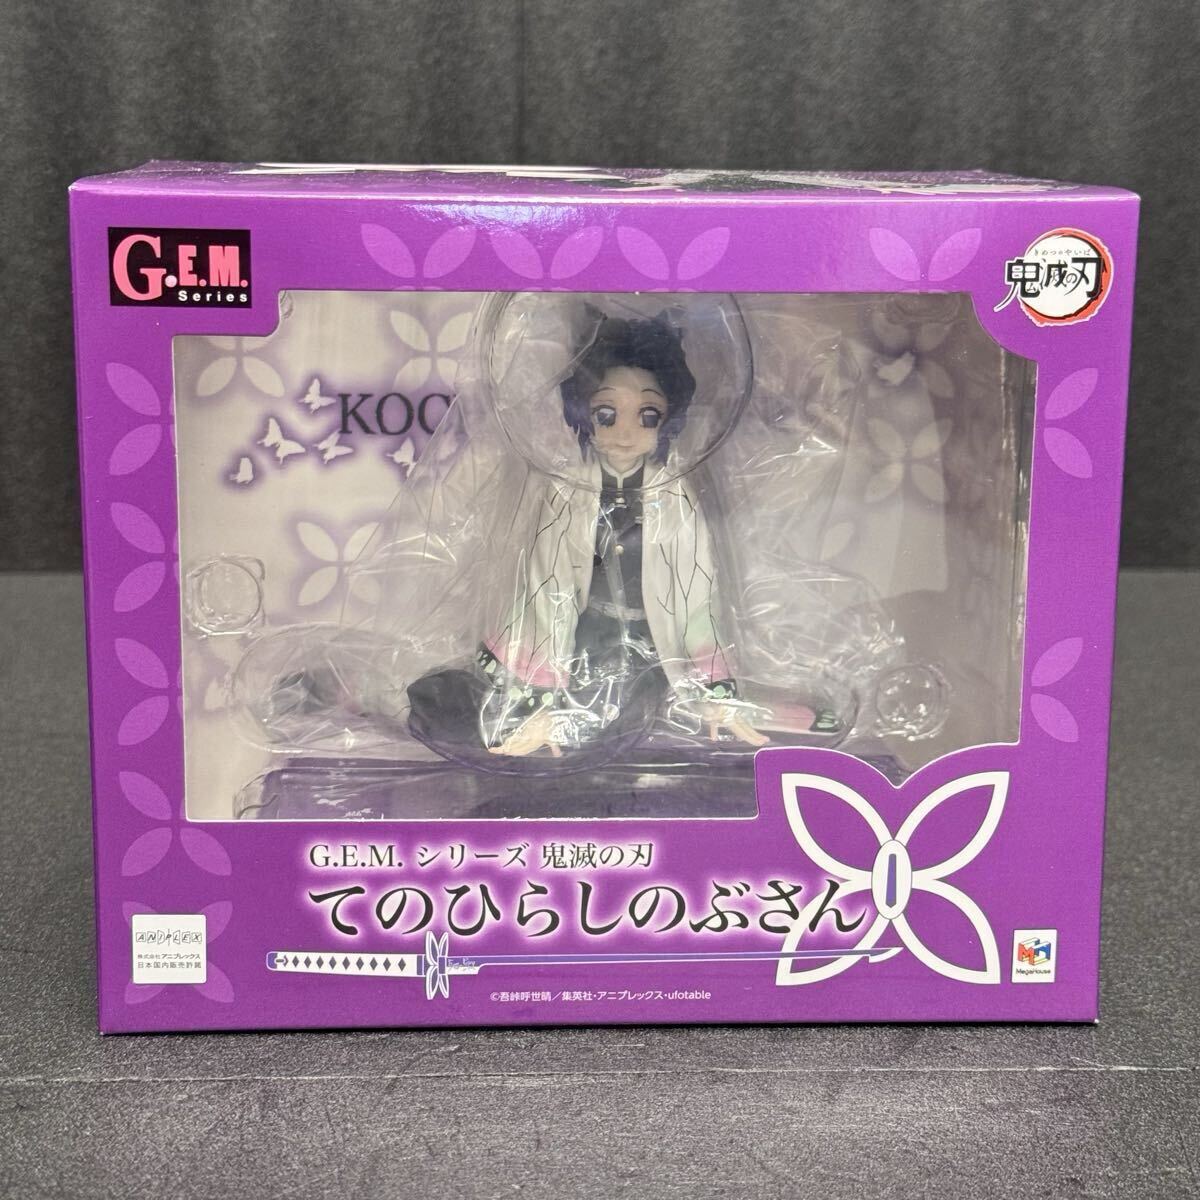 G.E.M.
Series
きめつのやいば
鬼滅の刃
KOC
G.E.M. シリーズ 鬼滅の刃
てのひらしのぶさん
ANIPLEX
株式会社アニプレックス
日本国内販売許諾
MegaHouse
©吾峠呼世晴／集英社・アニプレックス・ufotable